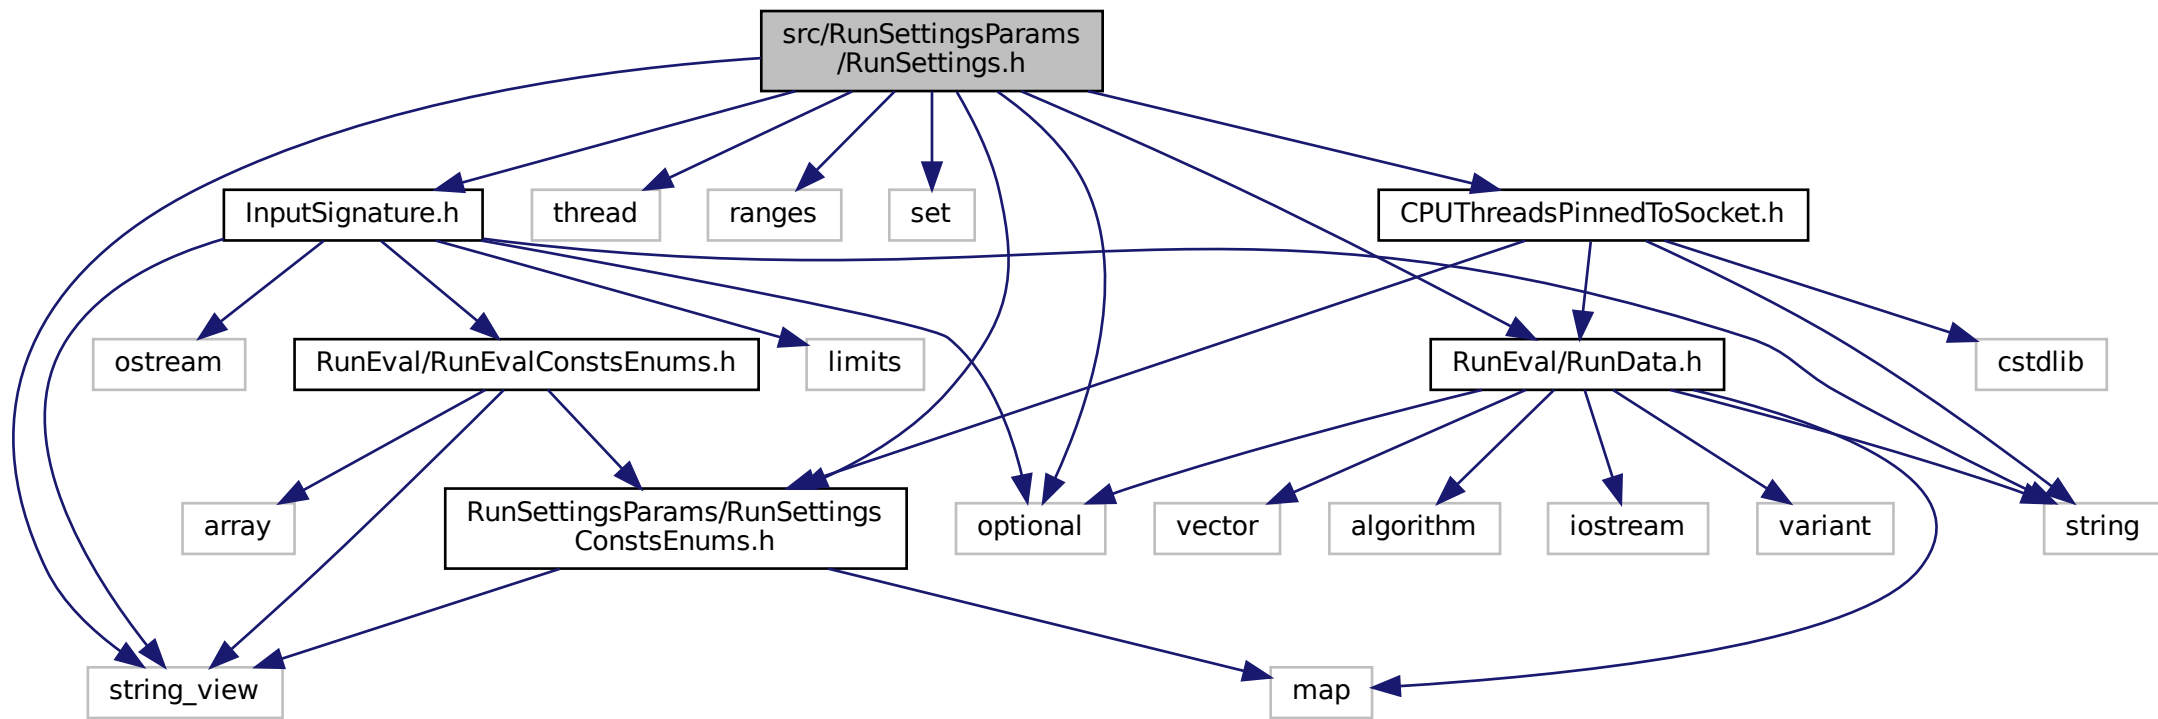 src/RunSettingsParams
/RunSettings.h
InputSignature.h
thread
ranges
set
CPUThreadsPinnedToSocket.h
ostream
RunEval/RunEvalConstsEnums.h
limits
RunEval/RunData.h
cstdlib
array
RunSettingsParams/RunSettings
ConstsEnums.h
optional
vector
algorithm
iostream
variant
string
string_view
map